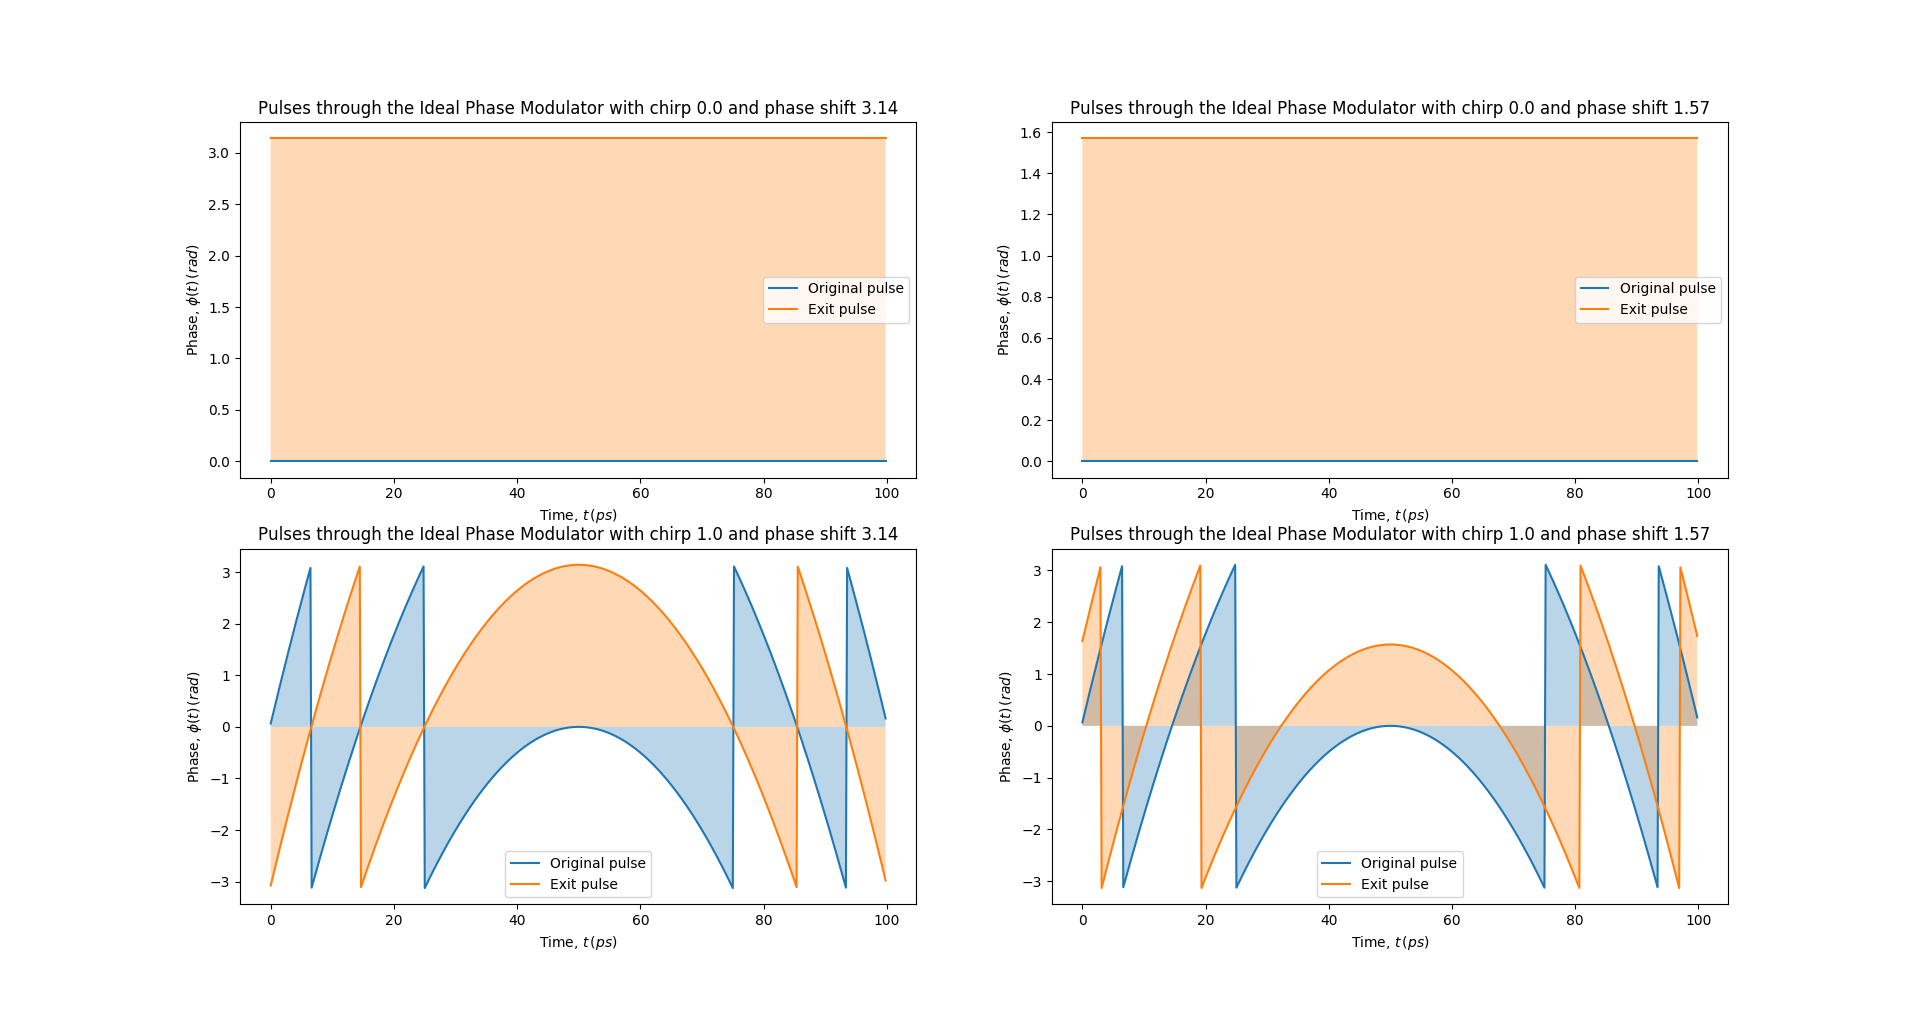 Pulses through the Ideal Phase Modulator with chirp 0.0 and phase shift 3.14
3.0
2.5
2.0
1.5
1.0
0.5
0.0
Phase, ϕ(t) (rad)
Original pulse
Exit pulse
0 20 40 60 80 100
Time, t (ps)
Pulses through the Ideal Phase Modulator with chirp 0.0 and phase shift 1.57
1.6
1.4
1.2
1.0
0.8
0.6
0.4
0.2
0.0
Phase, ϕ(t) (rad)
Original pulse
Exit pulse
0 20 40 60 80 100
Time, t (ps)
Pulses through the Ideal Phase Modulator with chirp 1.0 and phase shift 3.14
3
2
1
0
−1
−2
−3
Phase, ϕ(t) (rad)
Original pulse
Exit pulse
0 20 40 60 80 100
Time, t (ps)
Pulses through the Ideal Phase Modulator with chirp 1.0 and phase shift 1.57
3
2
1
0
−1
−2
−3
Phase, ϕ(t) (rad)
Original pulse
Exit pulse
0 20 40 60 80 100
Time, t (ps)